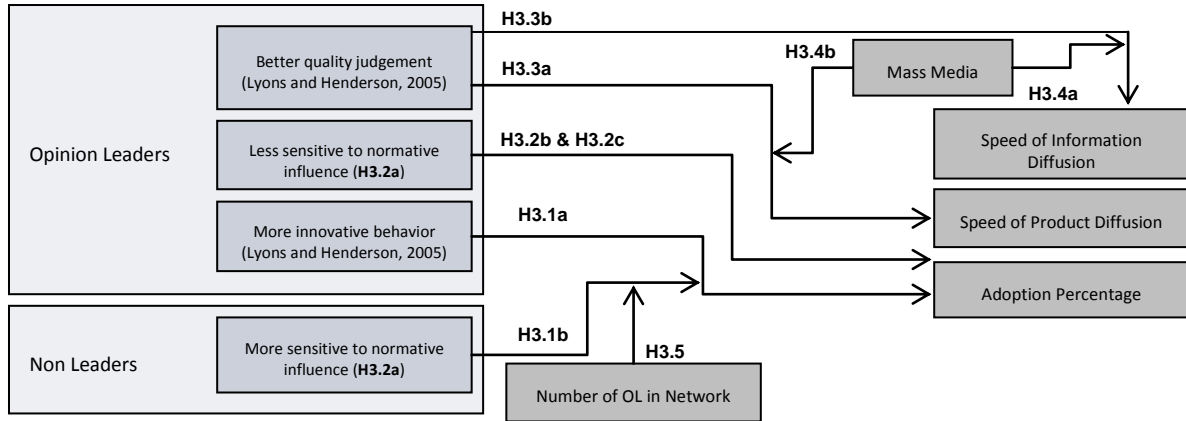 H3.3b
Better quality judgement
(Lyons and Henderson, 2005)
H3.3a
H3.4b
Mass Media
H3.4a
Opinion Leaders
Less sensitive to normative
influence (H3.2a)
H3.2b & H3.2c
Speed of Information
Diffusion
More innovative behavior
(Lyons and Henderson, 2005)
H3.1a
Speed of Product Diffusion
Adoption Percentage
Non Leaders
More sensitive to normative
influence (H3.2a)
H3.1b
H3.5
Number of OL in Network